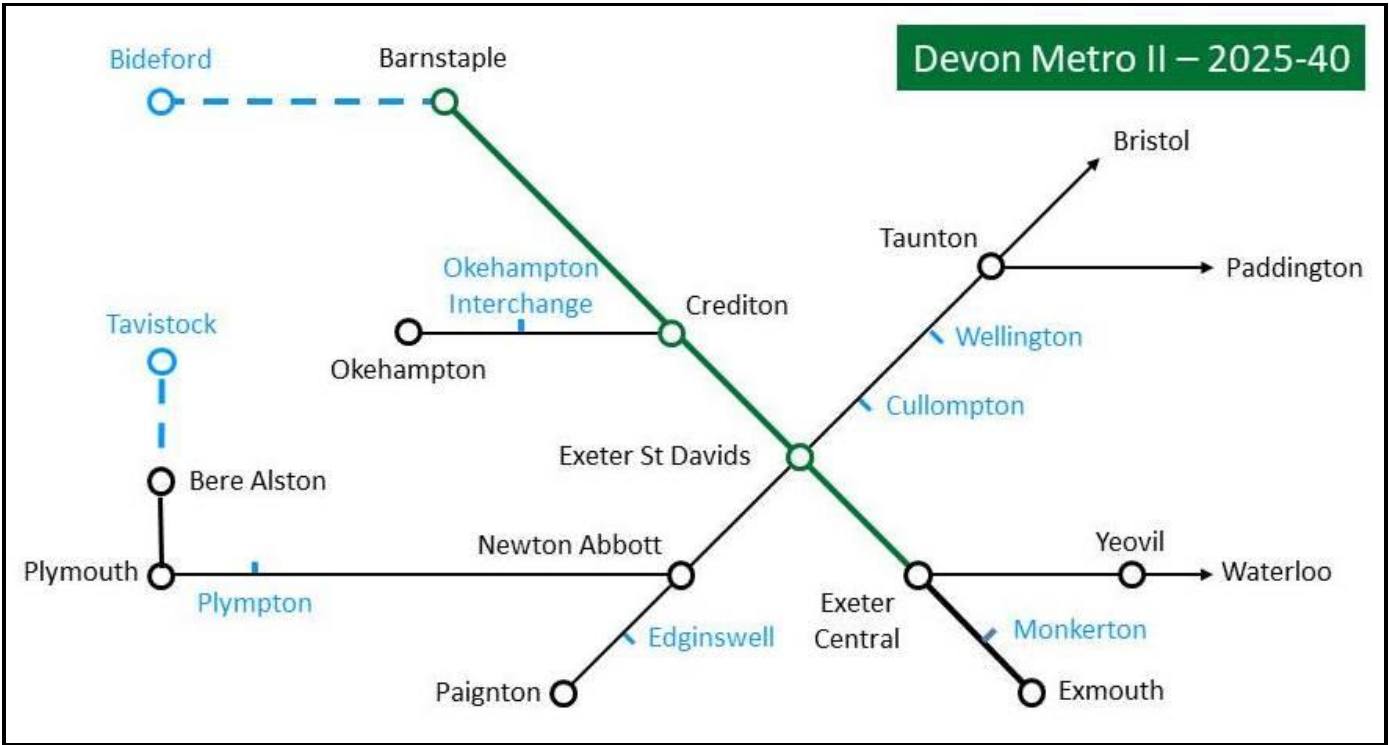 Bideford
Barnstaple
Devon Metro II – 2025-40
Bristol
Taunton
Okehampton
Interchange
Paddington
Crediton
Tavistock
Wellington
Okehampton
Cullompton
Exeter St Davids
Bere Alston
Newton Abbott
Yeovil
Plymouth
Waterloo
Plympton
Exeter
Central
Edginswell
Monkerton
Paignton
Exmouth